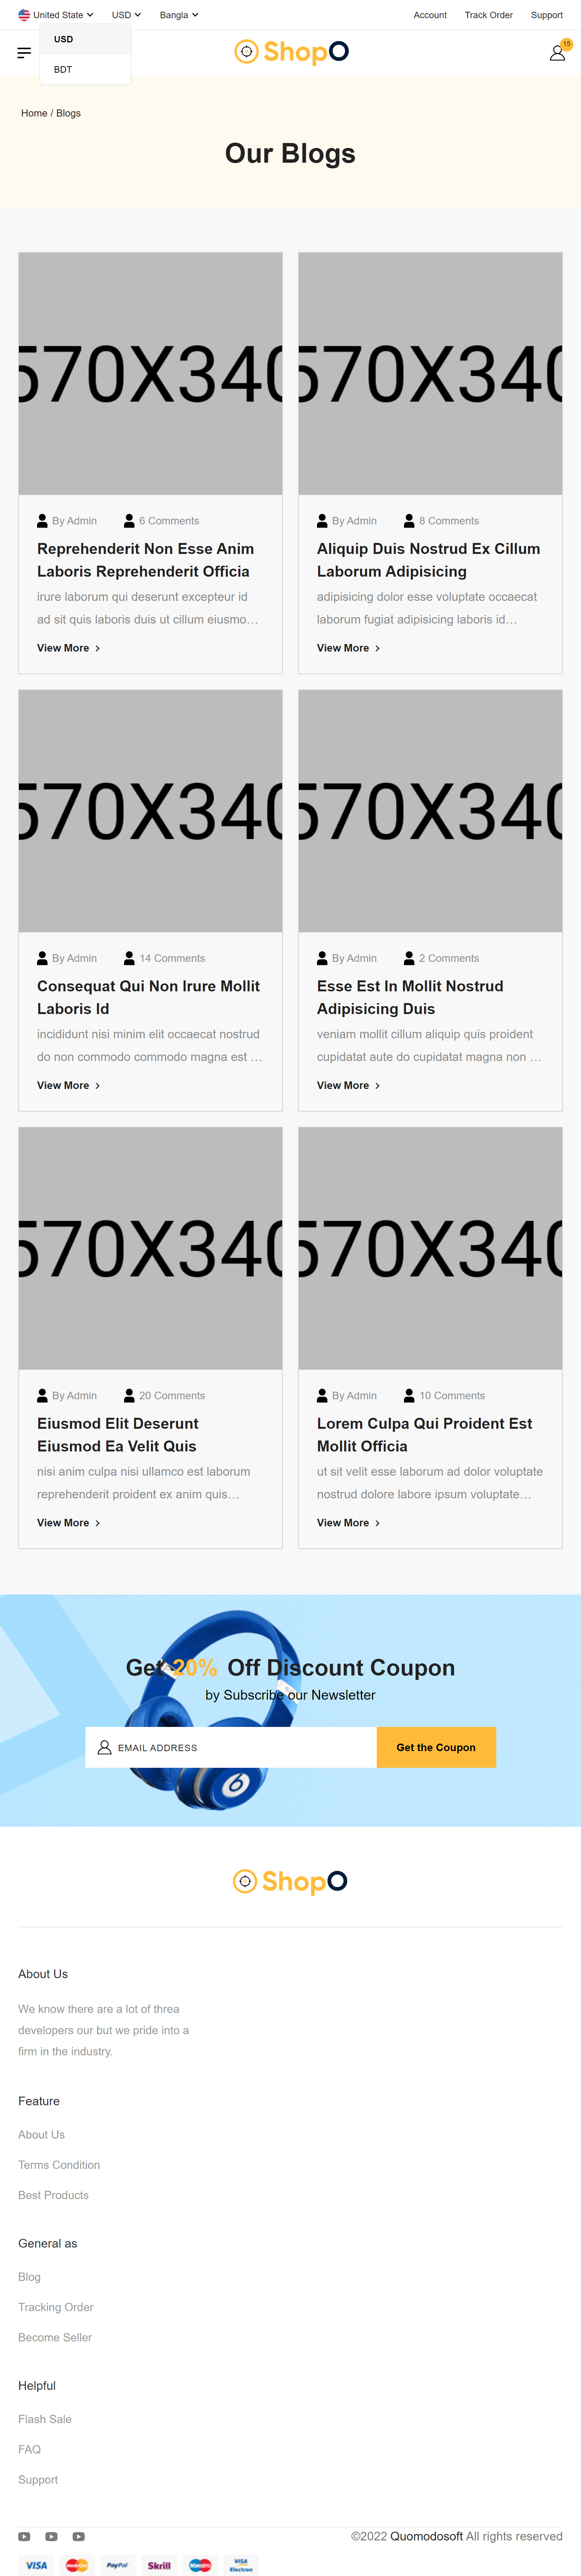 United State USD Bangla Account Track Order Support
USD
BDT
ShopO
15
Home / Blogs
Our Blogs
570X340 570X340
By Admin 6 Comments
Reprehenderit Non Esse Anim
Laboris Reprehenderit Officia
irure laborum qui deserunt excepteur id
ad sit quis laboris duis ut cillum eiusmo…
View More
By Admin 8 Comments
Aliquip Duis Nostrud Ex Cillum
Laborum Adipisicing
adipisicing dolor esse voluptate occaecat
laborum fugiat adipisicing laboris id…
View More
570X340 570X340
By Admin 14 Comments
Consequat Qui Non Irure Mollit
Laboris Id
incididunt nisi minim elit occaecat nostrud
do non commodo commodo magna est …
View More
By Admin 2 Comments
Esse Est In Mollit Nostrud
Adipisicing Duis
veniam mollit cillum aliquip quis proident
cupidatat aute do cupidatat magna non …
View More
570X340 570X340
By Admin 20 Comments
Eiusmod Elit Deserunt
Eiusmod Ea Velit Quis
nisi anim culpa nisi ullamco est laborum
reprehenderit proident ex anim quis…
View More
By Admin 10 Comments
Lorem Culpa Qui Proident Est
Mollit Officia
ut sit velit esse laborum ad dolor voluptate
nostrud dolore labore ipsum voluptate…
View More
Get 20% Off Discount Coupon
by Subscribe our Newsletter
EMAIL ADDRESS Get the Coupon
ShopO
About Us
We know there are a lot of threa
developers our but we pride into a
firm in the industry.
Feature
About Us
Terms Condition
Best Products
General as
Blog
Tracking Order
Become Seller
Helpful
Flash Sale
FAQ
Support
©2022 Quomodosoft All rights reserved
VISA MasterCard PayPal Skrill Maestro VISA
Electron